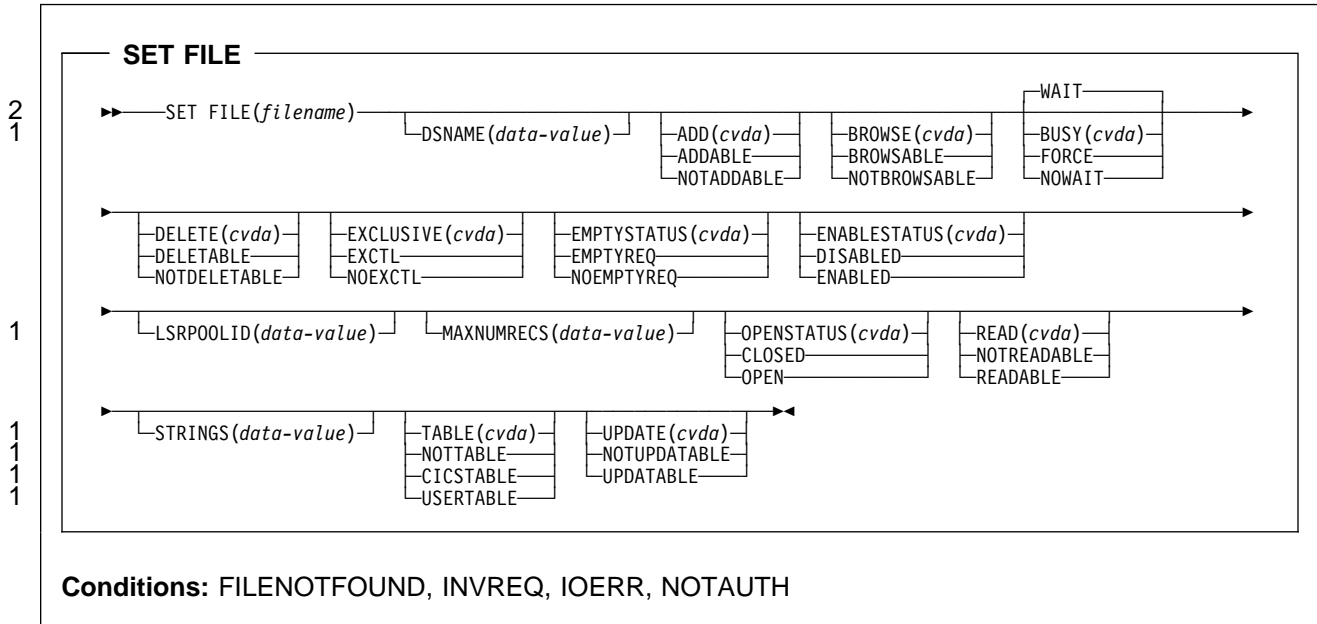 SET FILE
WAIT
2 SET FILE(filename)
1 DSNAME(data-value) ADD(cvda) BROWSE(cvda) BUSY(cvda)
ADDABLE BROWSABLE FORCE
NOTADDABLE NOTBROWSABLE NOWAIT
DELETE(cvda) EXCLUSIVE(cvda) EMPTYSTATUS(cvda) ENABLESTATUS(cvda)
DELETABLE EXCTL EMPTYREQ DISABLED
NOTDELETABLE NOEXCTL NOEMPTYREQ ENABLED
1 LSRPOOLID(data-value) MAXNUMRECS(data-value) OPENSTATUS(cvda) READ(cvda)
CLOSED NOTREADABLE
OPEN READABLE
1 STRINGS(data-value) TABLE(cvda) UPDATE(cvda)
1 NOTTABLE NOTUPDATABLE
1 CICSTABLE UPDATABLE
1 USERTABLE
Conditions: FILENOTFOUND, INVREQ, IOERR, NOTAUTH